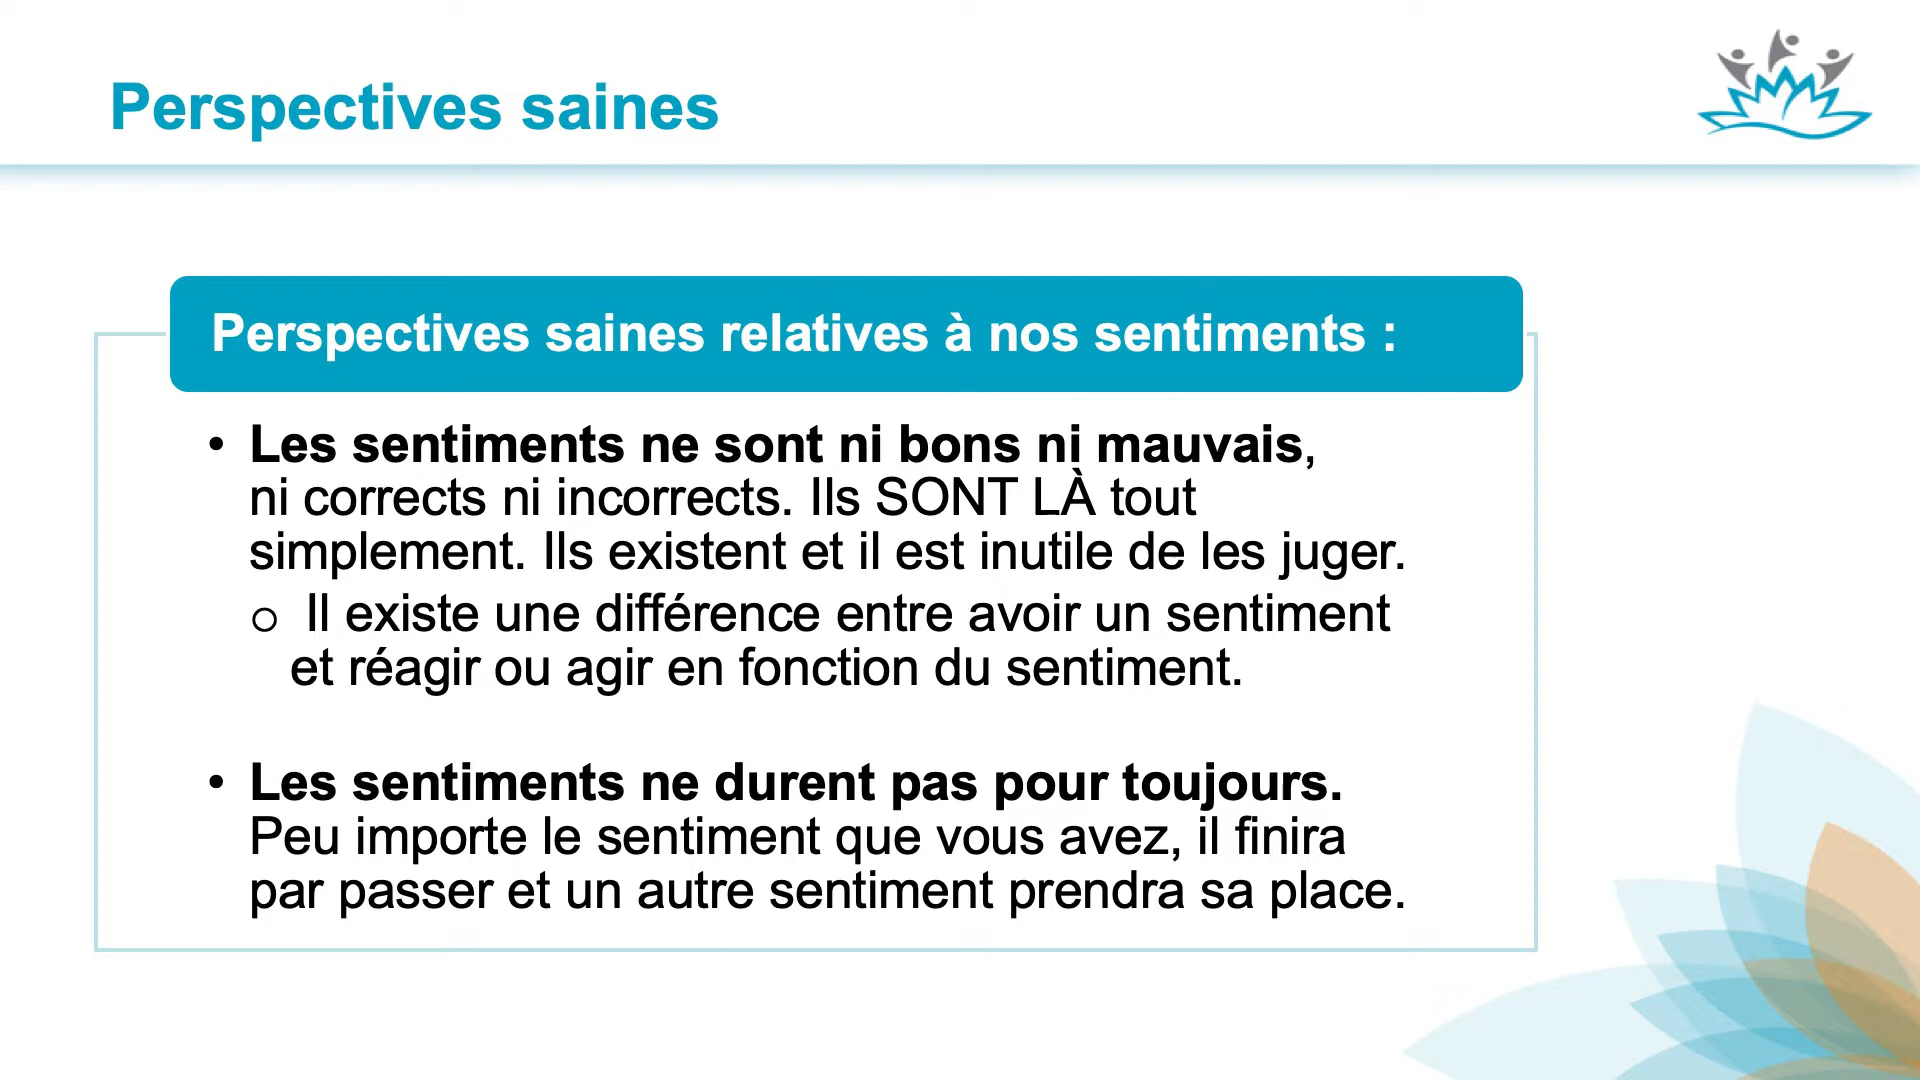 Perspectives saines
Perspectives saines relatives à nos sentiments :
• Les sentiments ne sont ni bons ni mauvais,
ni corrects ni incorrects. Ils SONT LÀ tout
simplement. Ils existent et il est inutile de les juger.
o Il existe une différence entre avoir un sentiment
et réagir ou agir en fonction du sentiment.
• Les sentiments ne durent pas pour toujours.
Peu importe le sentiment que vous avez, il finira
par passer et un autre sentiment prendra sa place.